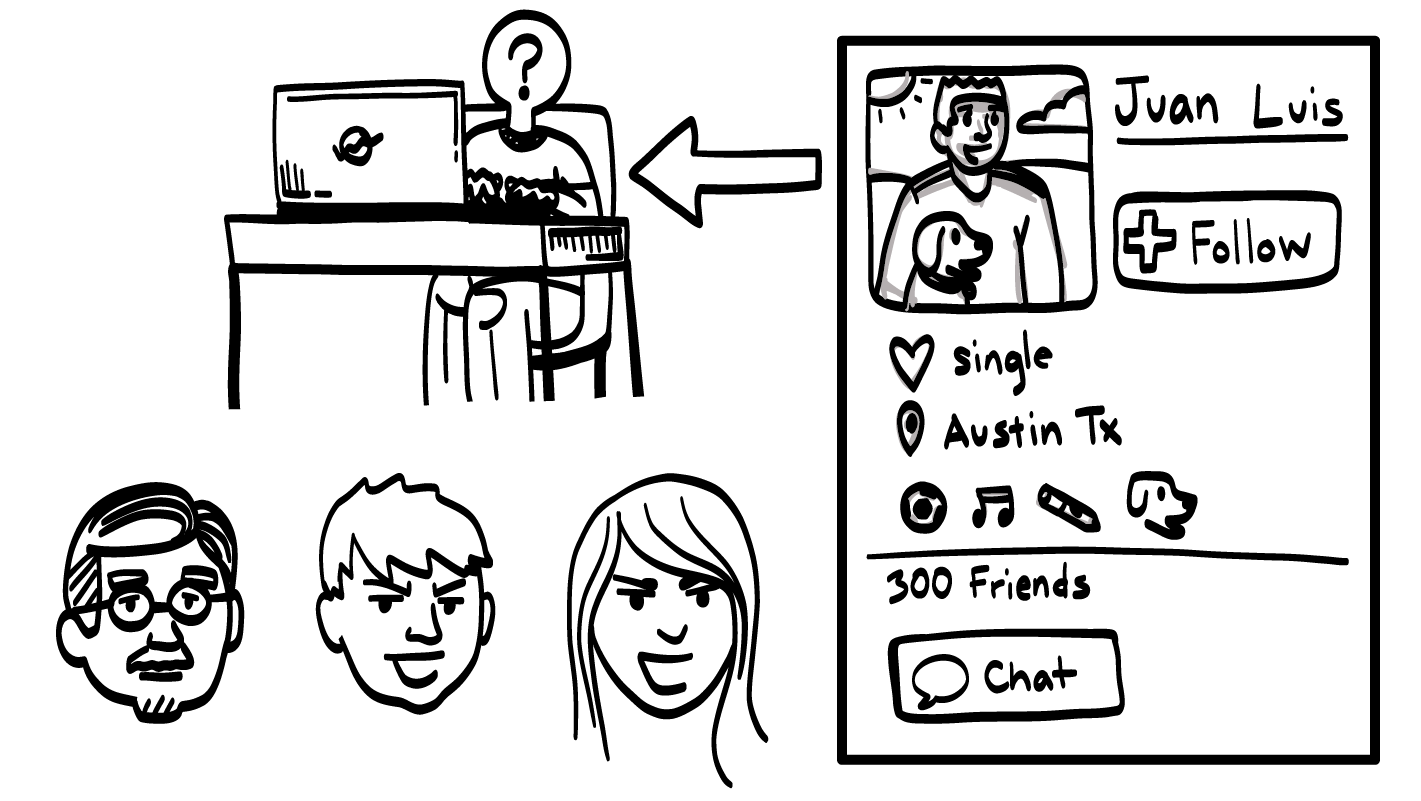 ?
Juan Luis
Follow
single
Austin Tx
300 Friends
Chat